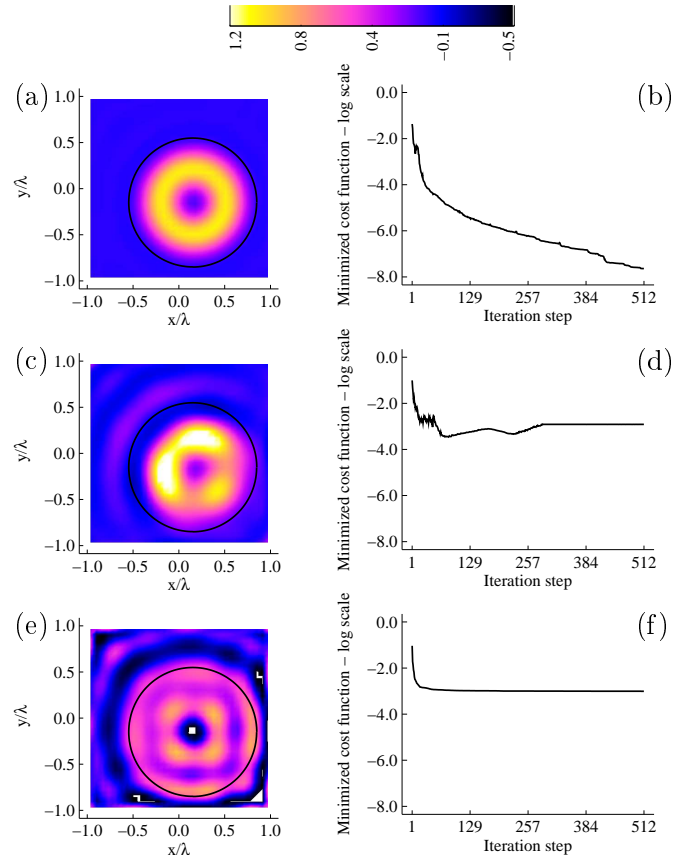 1.2 0.8 0.4 −0.1 −0.5
(a)
1.0
0.5
0.0
−0.5
−1.0
y/λ
−1.0 −0.5 0.0 0.5 1.0
x/λ
(b)
0.0
−2.0
−4.0
−6.0
−8.0
Minimized cost function − log scale
1 129 257 384 512
Iteration step
(c)
1.0
0.5
0.0
−0.5
−1.0
y/λ
−1.0 −0.5 0.0 0.5 1.0
x/λ
(d)
0.0
−2.0
−4.0
−6.0
−8.0
Minimized cost function − log scale
1 129 257 384 512
Iteration step
(e)
1.0
0.5
0.0
−0.5
−1.0
y/λ
−1.0 −0.5 0.0 0.5 1.0
x/λ
(f)
0.0
−2.0
−4.0
−6.0
−8.0
Minimized cost function − log scale
1 129 257 384 512
Iteration step